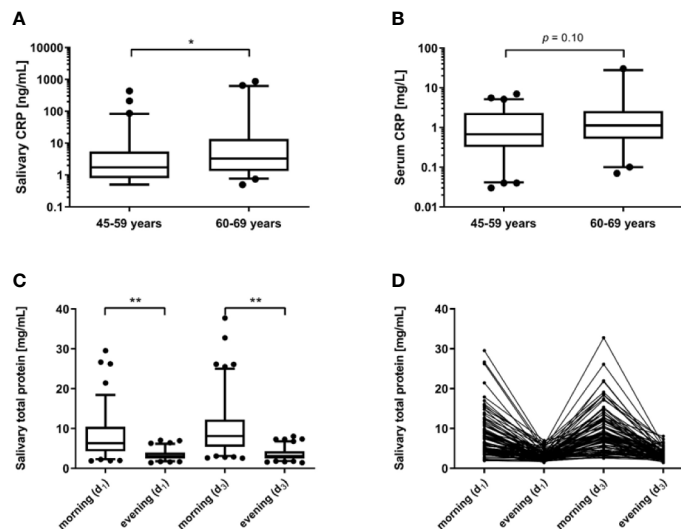 A
Salivary CRP [ng/mL]
10000
1000
100
10
1
0.1
*
45-59 years
60-69 years
B
Serum CRP [mg/L]
100
10
1
0.1
0.01
p = 0.10
45-59 years
60-69 years
C
Salivary total protein [mg/mL]
40
30
20
10
0
**
**
morning (d₁)
evening (d₁)
morning (d₃)
evening (d₃)
D
Salivary total protein [mg/mL]
40
30
20
10
0
morning (d₁)
evening (d₁)
morning (d₃)
evening (d₃)